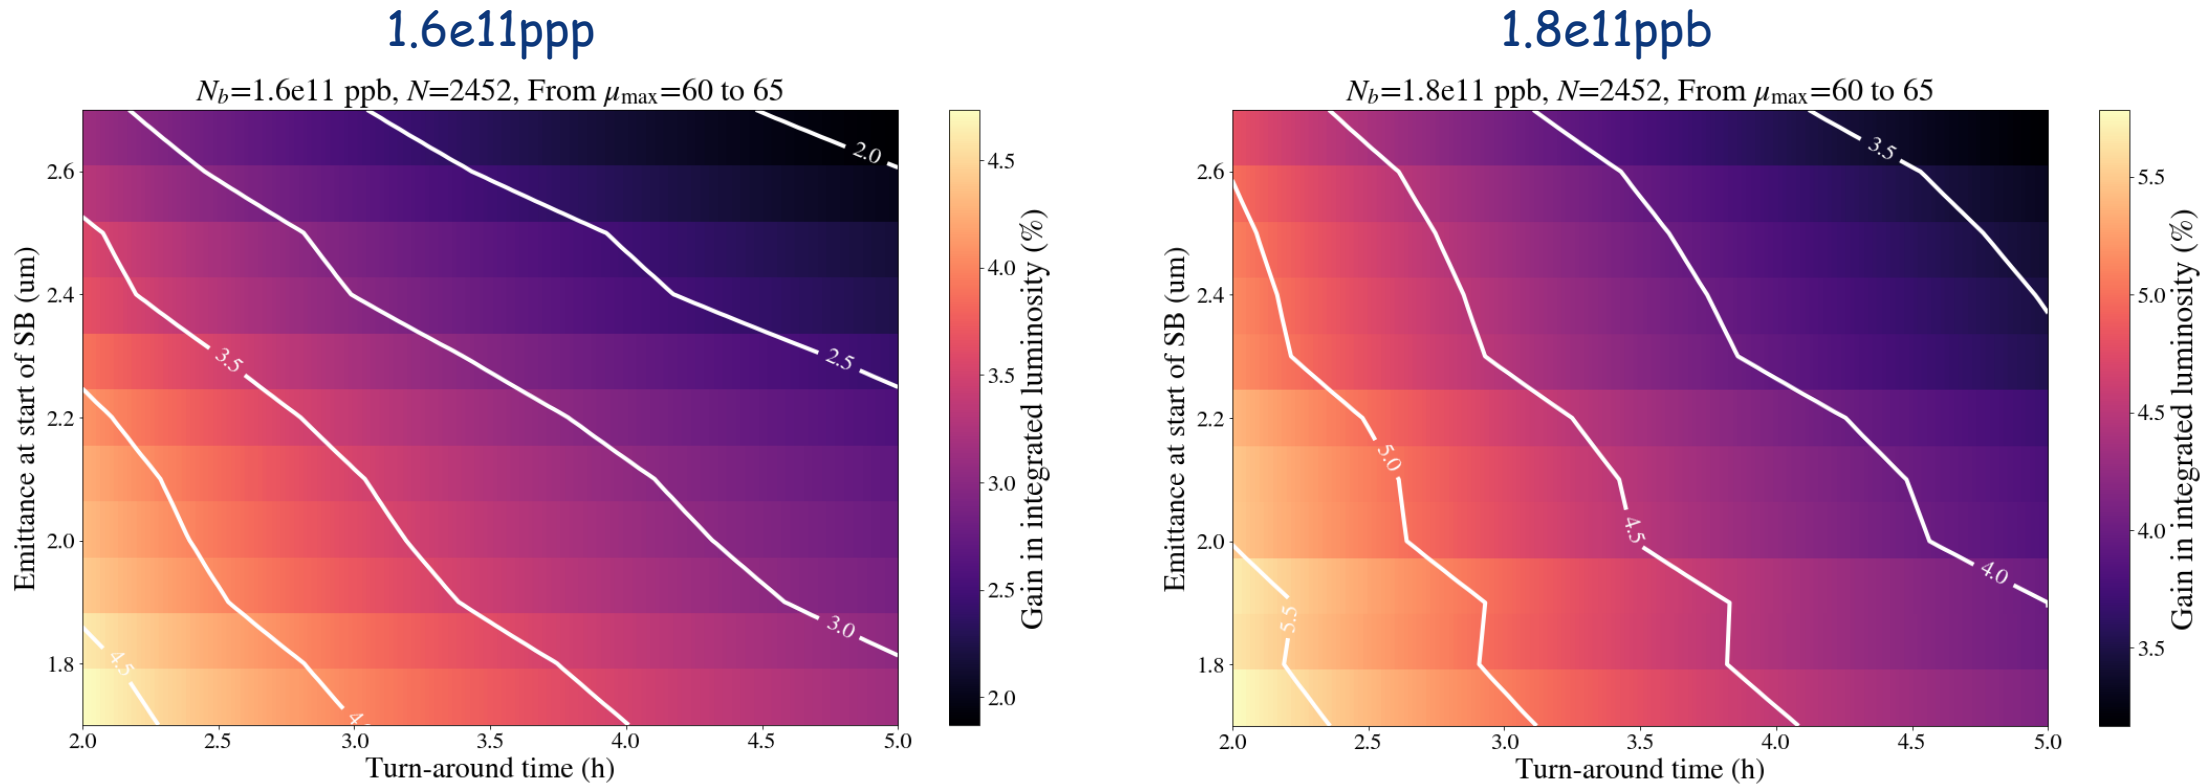 1.6e11ppp
N_b=1.6e11 ppb, N=2452, From μ_max=60 to 65
Emittance at start of SB (um)
2.6
2.4
2.2
2.0
1.8
2.0
2.5
3.5
3.0
4.5
4.
2.0 2.5 3.0 3.5 4.0 4.5 5.0
Turn-around time (h)
4.5
4.0
3.5
3.0
2.5
2.0
Gain in integrated luminosity (%)
1.8e11ppb
N_b=1.8e11 ppb, N=2452, From μ_max=60 to 65
Emittance at start of SB (um)
2.6
2.4
2.2
2.0
1.8
3.5
5.0
4.5
4.0
5.5
2.0 2.5 3.0 3.5 4.0 4.5 5.0
Turn-around time (h)
5.5
5.0
4.5
4.0
3.5
Gain in integrated luminosity (%)